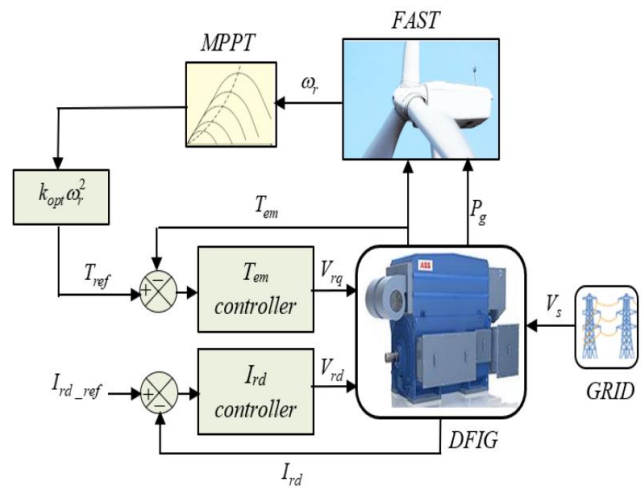 MPPT
FAST
ω_r
k_opt ω_r^2
T_em
P_g
T_ref
+
−
T_em
controller
V_rq
ABB
V_s
I_rd_ref
+
−
I_rd
controller
V_rd
GRID
DFIG
I_rd